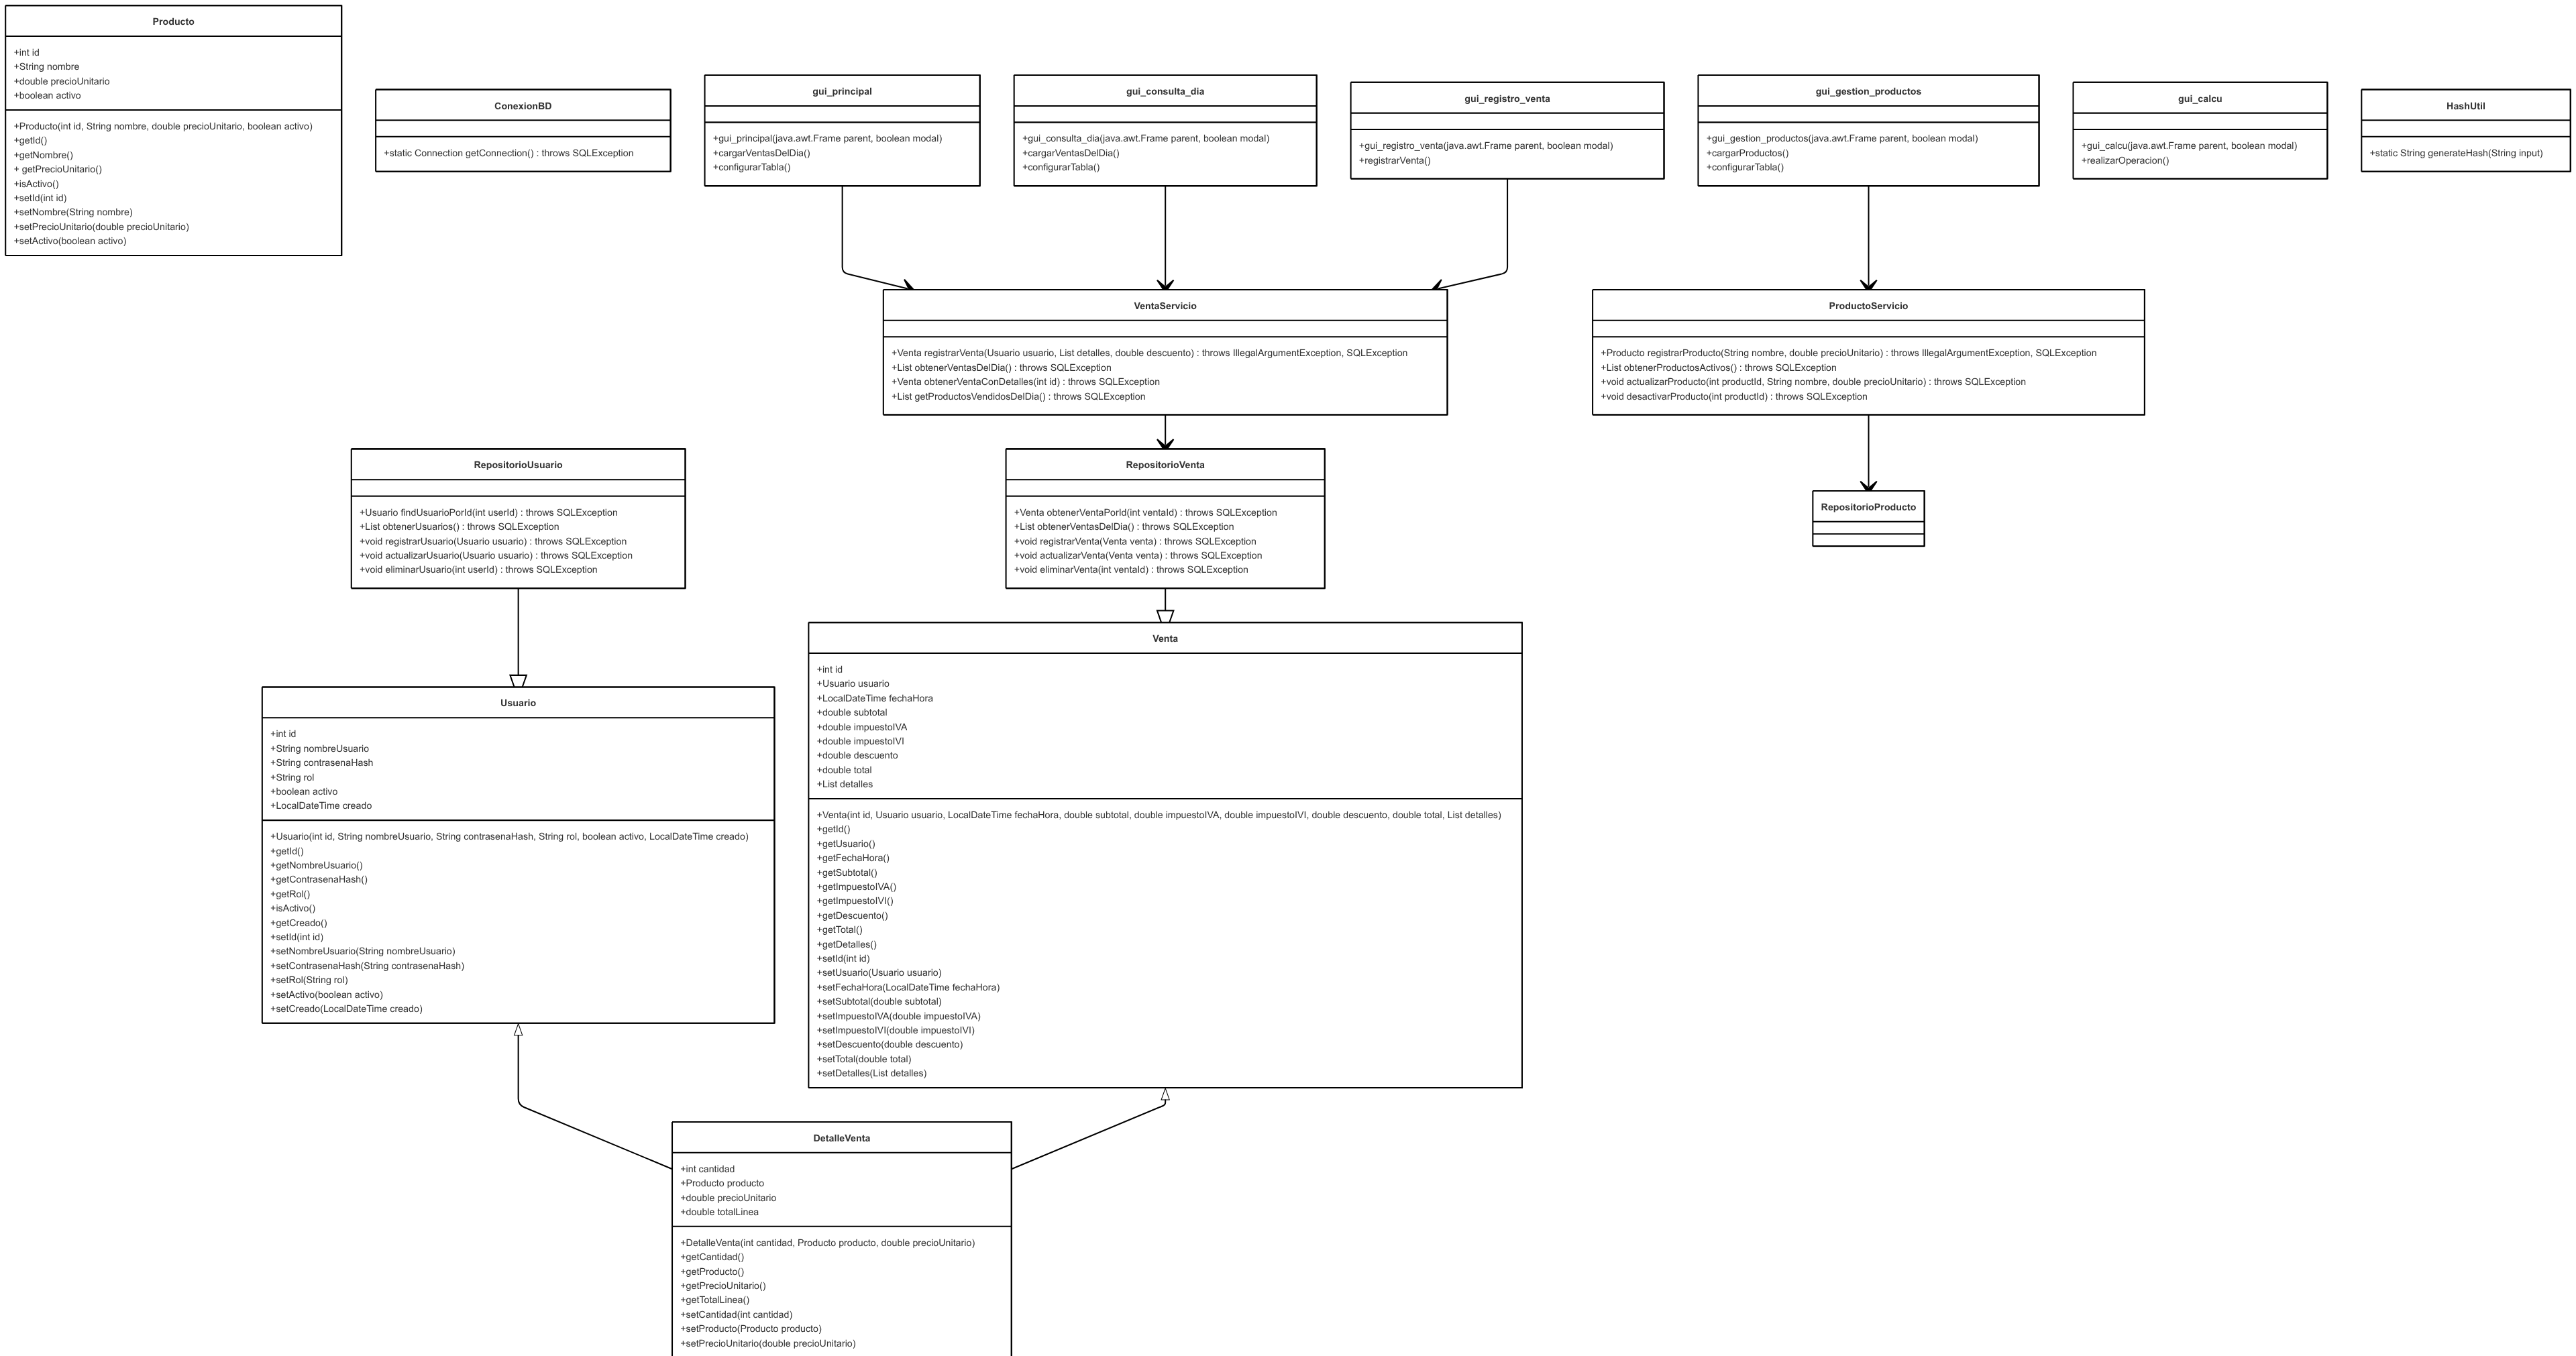 Producto
+int id
+String nombre
+double precioUnitario
+boolean activo
+Producto(int id, String nombre, double precioUnitario, boolean activo)
+getId()
+getNombre()
+ getPrecioUnitario()
+isActivo()
+setId(int id)
+setNombre(String nombre)
+setPrecioUnitario(double precioUnitario)
+setActivo(boolean activo)
ConexionBD
+static Connection getConnection() : throws SQLException
gui_principal
+gui_principal(java.awt.Frame parent, boolean modal)
+cargarVentasDelDia()
+configurarTabla()
gui_consulta_dia
+gui_consulta_dia(java.awt.Frame parent, boolean modal)
+cargarVentasDelDia()
+configurarTabla()
gui_registro_venta
+gui_registro_venta(java.awt.Frame parent, boolean modal)
+registrarVenta()
gui_gestion_productos
+gui_gestion_productos(java.awt.Frame parent, boolean modal)
+cargarProductos()
+configurarTabla()
gui_calcu
+gui_calcu(java.awt.Frame parent, boolean modal)
+realizarOperacion()
HashUtil
+static String generateHash(String input)
VentaServicio
+Venta registrarVenta(Usuario usuario, List detalles, double descuento) : throws IllegalArgumentException, SQLException
+List obtenerVentasDelDia() : throws SQLException
+Venta obtenerVentaConDetalles(int id) : throws SQLException
+List getProductosVendidosDelDia() : throws SQLException
ProductoServicio
+Producto registrarProducto(String nombre, double precioUnitario) : throws IllegalArgumentException, SQLException
+List obtenerProductosActivos() : throws SQLException
+void actualizarProducto(int productId, String nombre, double precioUnitario) : throws SQLException
+void desactivarProducto(int productId) : throws SQLException
RepositorioUsuario
+Usuario findUsuarioPorId(int userId) : throws SQLException
+List obtenerUsuarios() : throws SQLException
+void registrarUsuario(Usuario usuario) : throws SQLException
+void actualizarUsuario(Usuario usuario) : throws SQLException
+void eliminarUsuario(int userId) : throws SQLException
RepositorioVenta
+Venta obtenerVentaPorId(int ventaId) : throws SQLException
+List obtenerVentasDelDia() : throws SQLException
+void registrarVenta(Venta venta) : throws SQLException
+void actualizarVenta(Venta venta) : throws SQLException
+void eliminarVenta(int ventaId) : throws SQLException
RepositorioProducto
Usuario
+int id
+String nombreUsuario
+String contrasenaHash
+String rol
+boolean activo
+LocalDateTime creado
+Usuario(int id, String nombreUsuario, String contrasenaHash, String rol, boolean activo, LocalDateTime creado)
+getId()
+getNombreUsuario()
+getContrasenaHash()
+getRol()
+isActivo()
+getCreado()
+setId(int id)
+setNombreUsuario(String nombreUsuario)
+setContrasenaHash(String contrasenaHash)
+setRol(String rol)
+setActivo(boolean activo)
+setCreado(LocalDateTime creado)
Venta
+int id
+Usuario usuario
+LocalDateTime fechaHora
+double subtotal
+double impuestoIVA
+double impuestoIVI
+double descuento
+double total
+List detalles
+Venta(int id, Usuario usuario, LocalDateTime fechaHora, double subtotal, double impuestoIVA, double impuestoIVI, double descuento, double total, List detalles)
+getId()
+getUsuario()
+getFechaHora()
+getSubtotal()
+getImpuestoIVA()
+getImpuestoIVI()
+getDescuento()
+getTotal()
+getDetalles()
+setId(int id)
+setUsuario(Usuario usuario)
+setFechaHora(LocalDateTime fechaHora)
+setSubtotal(double subtotal)
+setImpuestoIVA(double impuestoIVA)
+setImpuestoIVI(double impuestoIVI)
+setDescuento(double descuento)
+setTotal(double total)
+setDetalles(List detalles)
DetalleVenta
+int cantidad
+Producto producto
+double precioUnitario
+double totalLinea
+DetalleVenta(int cantidad, Producto producto, double precioUnitario)
+getCantidad()
+getProducto()
+getPrecioUnitario()
+getTotalLinea()
+setCantidad(int cantidad)
+setProducto(Producto producto)
+setPrecioUnitario(double precioUnitario)